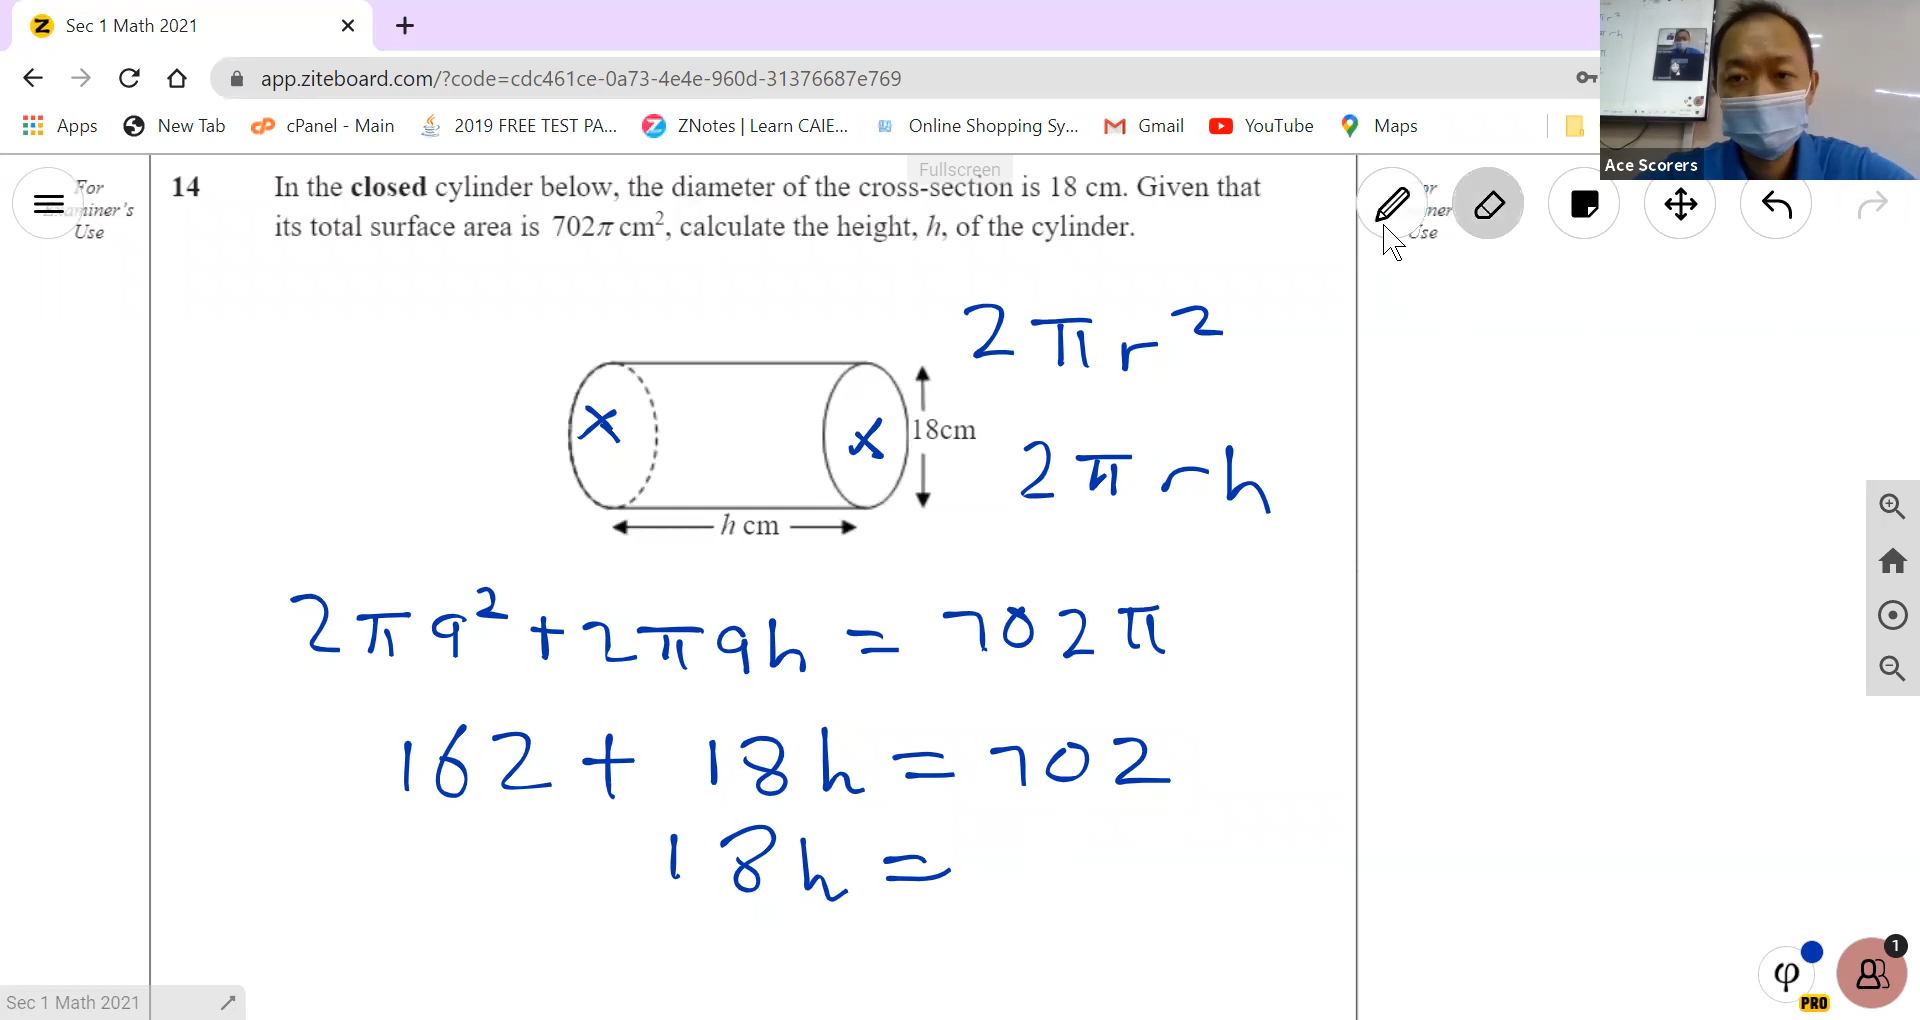 Sec 1 Math 2021
app.ziteboard.com/?code=cdc461ce-0a73-4e4e-960d-31376687e769
Apps New Tab cPanel - Main 2019 FREE TEST PA... ZNotes | Learn CAIE... Online Shopping Sy... Gmail YouTube Maps
Ace Scorers
Fullscreen
For
Examiner's
Use
14 In the closed cylinder below, the diameter of the cross-section is 18 cm. Given that
its total surface area is 702π cm², calculate the height, h, of the cylinder.
2πr²
x x
18cm
2πrh
h cm
2π9² + 2π9h = 702π
162 + 18h = 702
18h =
Sec 1 Math 2021
φ PRO
1